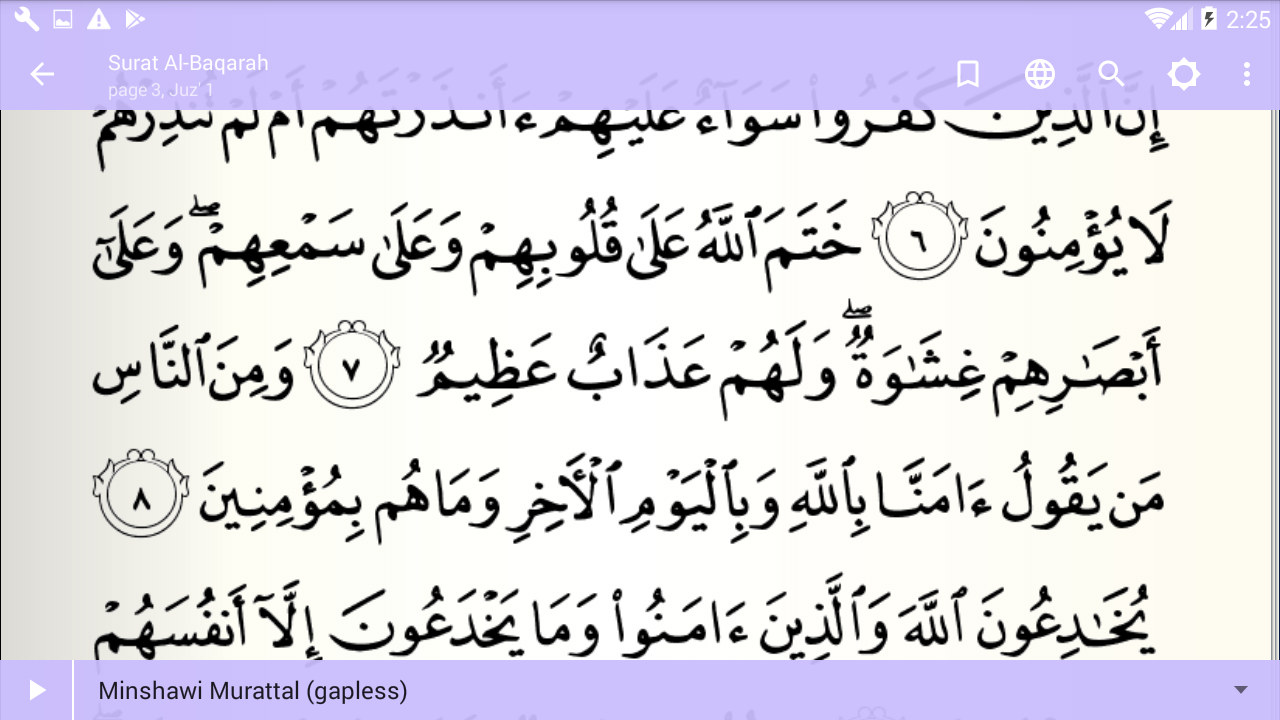 2:25
Surat Al-Baqarah
page 3, Juz' 1
إِنَّ ٱلَّذِينَ كَفَرُوا۟ سَوَآءٌ عَلَيْهِمْ ءَأَنذَرْتَهُمْ أَمْ لَمْ تُنذِرْهُمْ
لَا يُؤْمِنُونَ ٦ خَتَمَ ٱللَّهُ عَلَىٰ قُلُوبِهِمْ وَعَلَىٰ سَمْعِهِمْ ۖ وَعَلَىٰٓ
أَبْصَـٰرِهِمْ غِشَـٰوَةٌ ۖ وَلَهُمْ عَذَابٌ عَظِيمٌ ٧ وَمِنَ ٱلنَّاسِ
مَن يَقُولُ ءَامَنَّا بِٱللَّهِ وَبِٱلْيَوْمِ ٱلْـَٔاخِرِ وَمَا هُم بِمُؤْمِنِينَ ٨
يُخَـٰدِعُونَ ٱللَّهَ وَٱلَّذِينَ ءَامَنُوا۟ وَمَا يَخْدَعُونَ إِلَّآ أَنفُسَهُمْ
Minshawi Murattal (gapless)